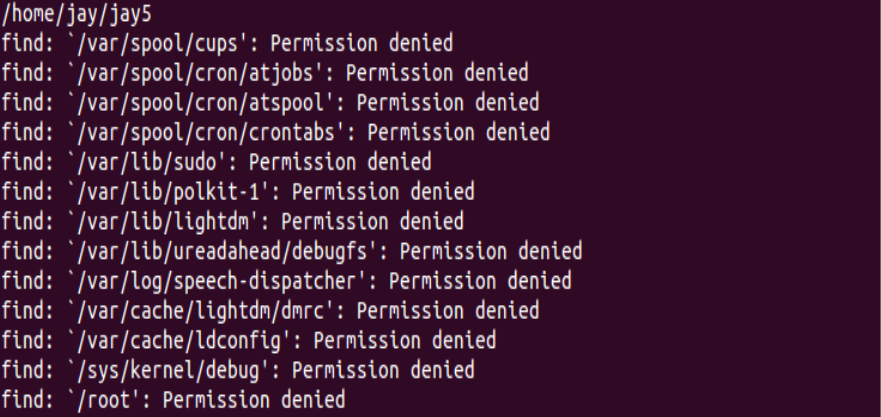 /home/jay/jay5
find: `/var/spool/cups': Permission denied
find: `/var/spool/cron/atjobs': Permission denied
find: `/var/spool/cron/atspool': Permission denied
find: `/var/spool/cron/crontabs': Permission denied
find: `/var/lib/sudo': Permission denied
find: `/var/lib/polkit-1': Permission denied
find: `/var/lib/lightdm': Permission denied
find: `/var/lib/ureadahead/debugfs': Permission denied
find: `/var/log/speech-dispatcher': Permission denied
find: `/var/cache/lightdm/dmrc': Permission denied
find: `/var/cache/ldconfig': Permission denied
find: `/sys/kernel/debug': Permission denied
find: `/root': Permission denied